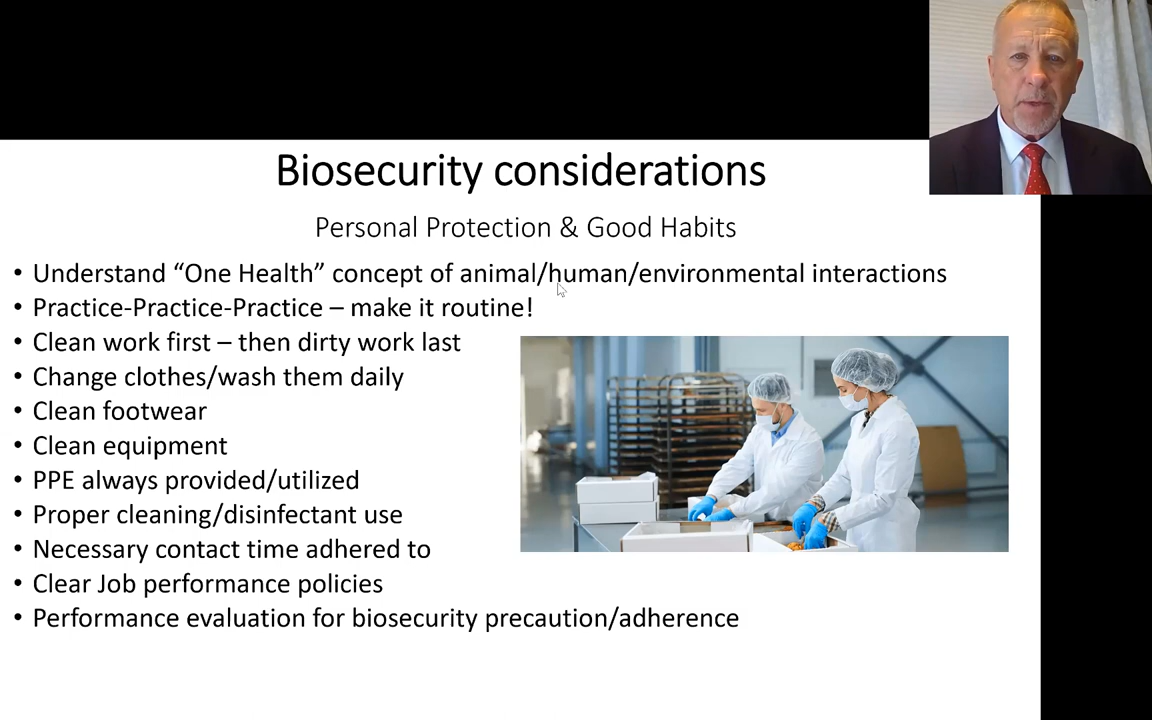 Biosecurity considerations
Personal Protection & Good Habits
• Understand “One Health” concept of animal/human/environmental interactions
• Practice-Practice-Practice – make it routine!
• Clean work first – then dirty work last
• Change clothes/wash them daily
• Clean footwear
• Clean equipment
• PPE always provided/utilized
• Proper cleaning/disinfectant use
• Necessary contact time adhered to
• Clear Job performance policies
• Performance evaluation for biosecurity precaution/adherence